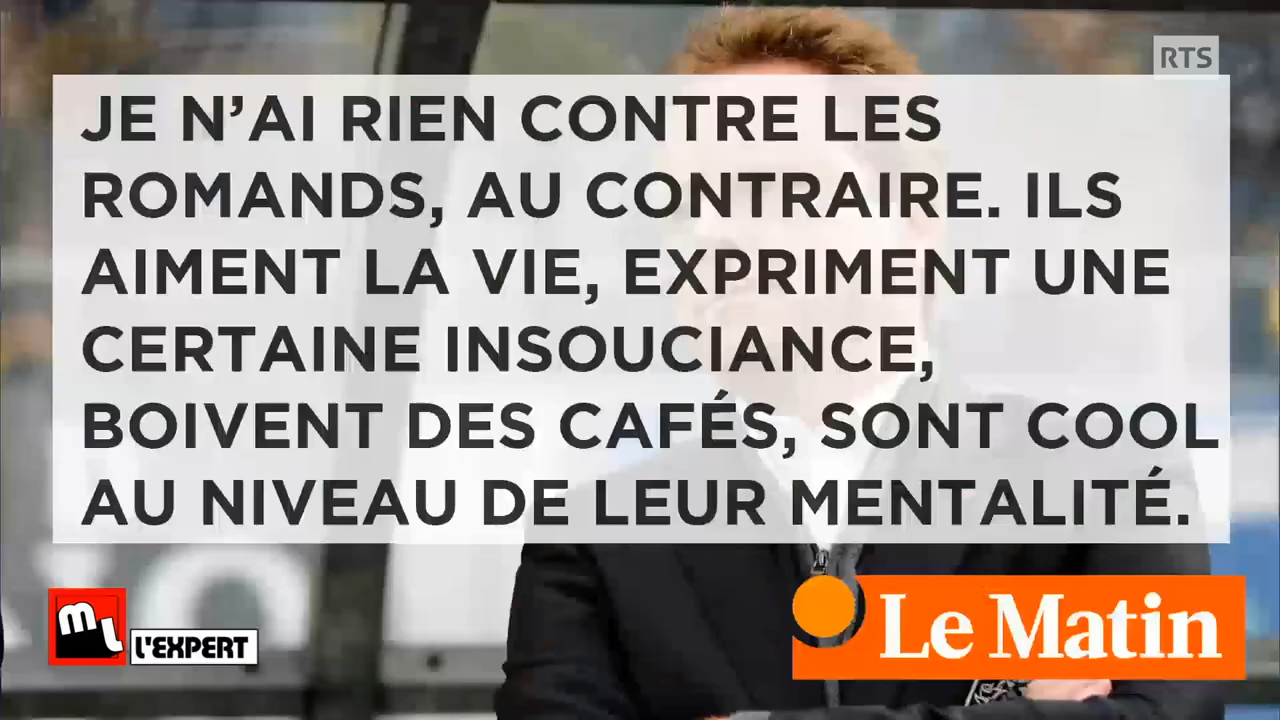 RTS
JE N’AI RIEN CONTRE LES
ROMANDS, AU CONTRAIRE. ILS
AIMENT LA VIE, EXPRIMENT UNE
CERTAINE INSOUCIANCE,
BOIVENT DES CAFÉS, SONT COOL
AU NIVEAU DE LEUR MENTALITÉ.
ML
L'EXPERT
Le Matin